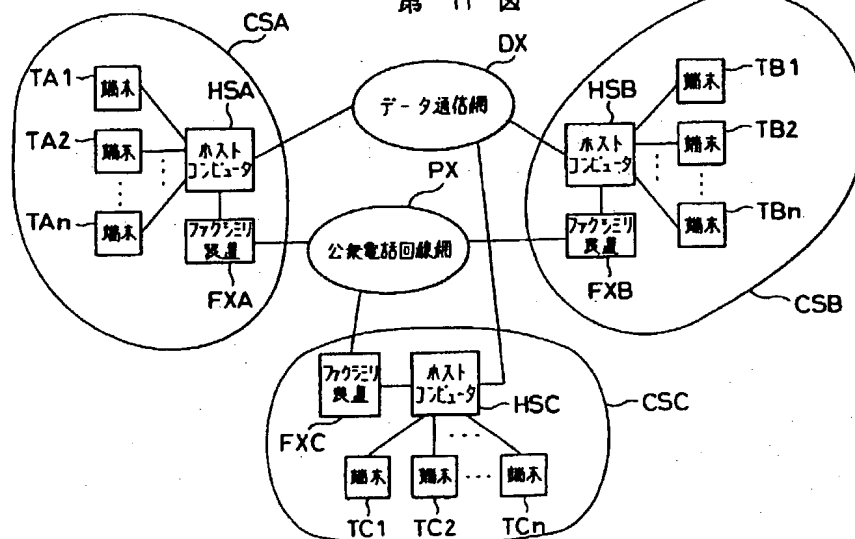 第 11 図
CSA
DX
TA1
端末
HSA
データ通信網
HSB
端末
TB1
TA2
端末
ホスト
コンピュータ
ホスト
コンピュータ
端末
TB2
PX
TAn
端末
ファクシミリ
装置
公衆電話回線網
ファクシミリ
装置
端末
TBn
FXA
FXB
CSB
ファクシミリ
装置
ホスト
コンピュータ
HSC
CSC
FXC
端末
端末
端末
TC1
TC2
TCn